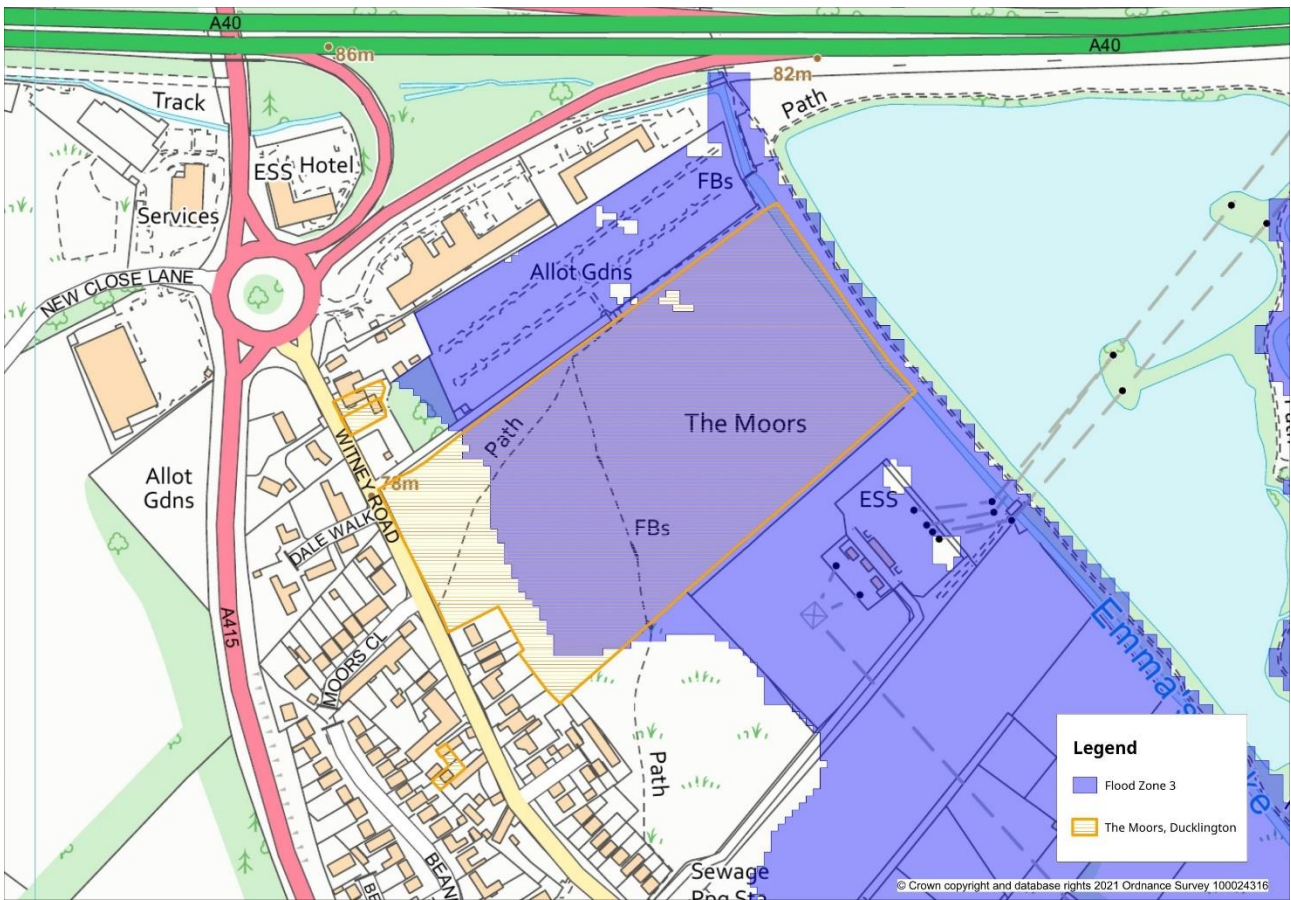 A40
A40
86m
82m
Track
Path
ESS
Hotel
FBs
Services
NEW CLOSE LANE
Allot Gdns
The Moors
Path
WITNEY ROAD
78m
Allot
Gdns
DALE WALK
ESS
FBs
A415
MOORS CL
Path
Legend
Flood Zone 3
The Moors, Ducklington
Sewage
Ppg Sta
© Crown copyright and database rights 2021 Ordnance Survey 100024316